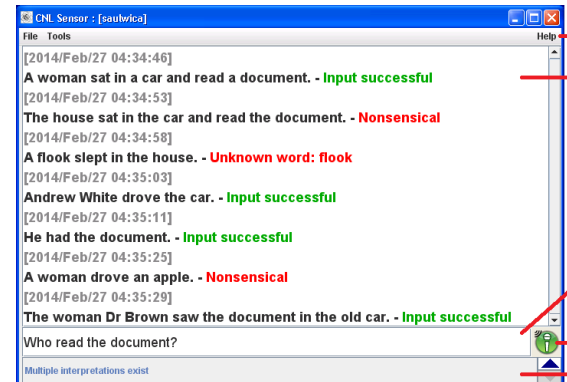 CNL Sensor : [saulwica]
File Tools Help
[2014/Feb/27 04:34:46]
A woman sat in a car and read a document. - Input successful
[2014/Feb/27 04:34:53]
The house sat in the car and read the document. - Nonsensical
[2014/Feb/27 04:34:58]
A flook slept in the house. - Unknown word: flook
[2014/Feb/27 04:35:03]
Andrew White drove the car. - Input successful
[2014/Feb/27 04:35:11]
He had the document. - Input successful
[2014/Feb/27 04:35:25]
A woman drove an apple. - Nonsensical
[2014/Feb/27 04:35:29]
The woman Dr Brown saw the document in the old car. - Input successful
Who read the document?
Multiple interpretations exist